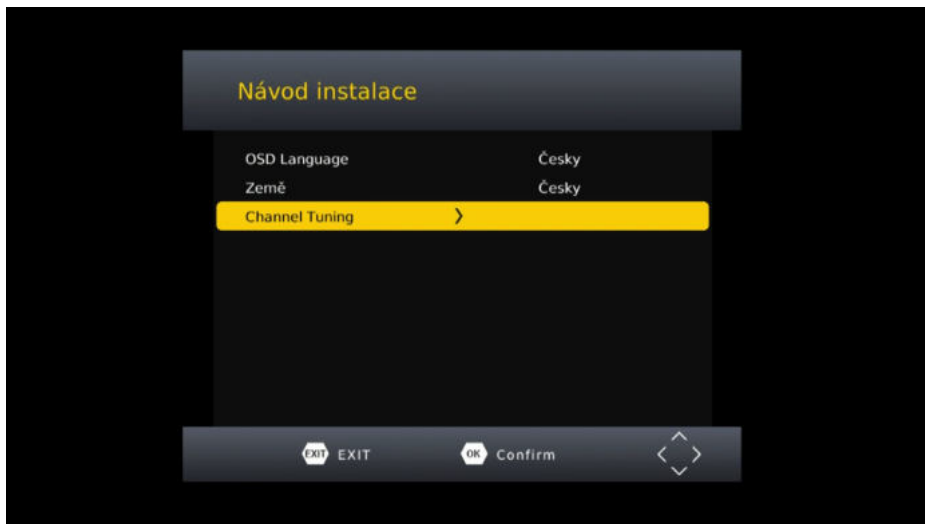 Návod instalace
OSD Language Česky
Země Česky
Channel Tuning
EXIT EXIT OK Confirm